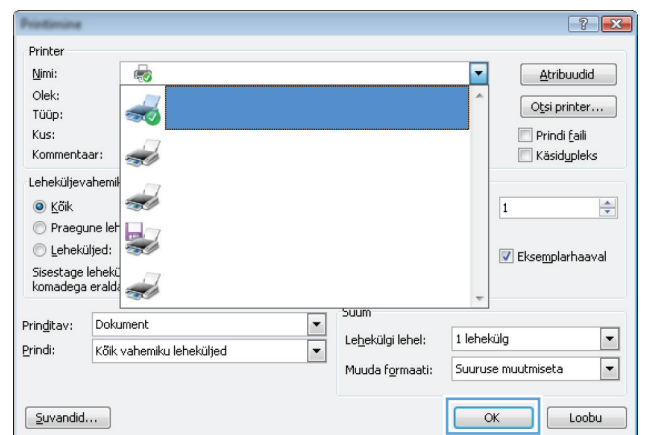 Printimine
Printer
Nimi:
Olek:
Tüüp:
Kus:
Kommentaar:
Atribuudid
Otsi printer...
Prindi faili
Käsidupleks
Leheküljevahemik
Kõik
Praegune leh
Leheküljed:
Sisestage lehekü
komadega eralda
1
Eksemplarhaaval
Prinditav: Dokument
Prindi: Kõik vahemiku leheküljed
Suum
Lehekülgi lehel: 1 lehekülg
Muuda formaati: Suuruse muutmiseta
Suvandid...
OK
Loobu